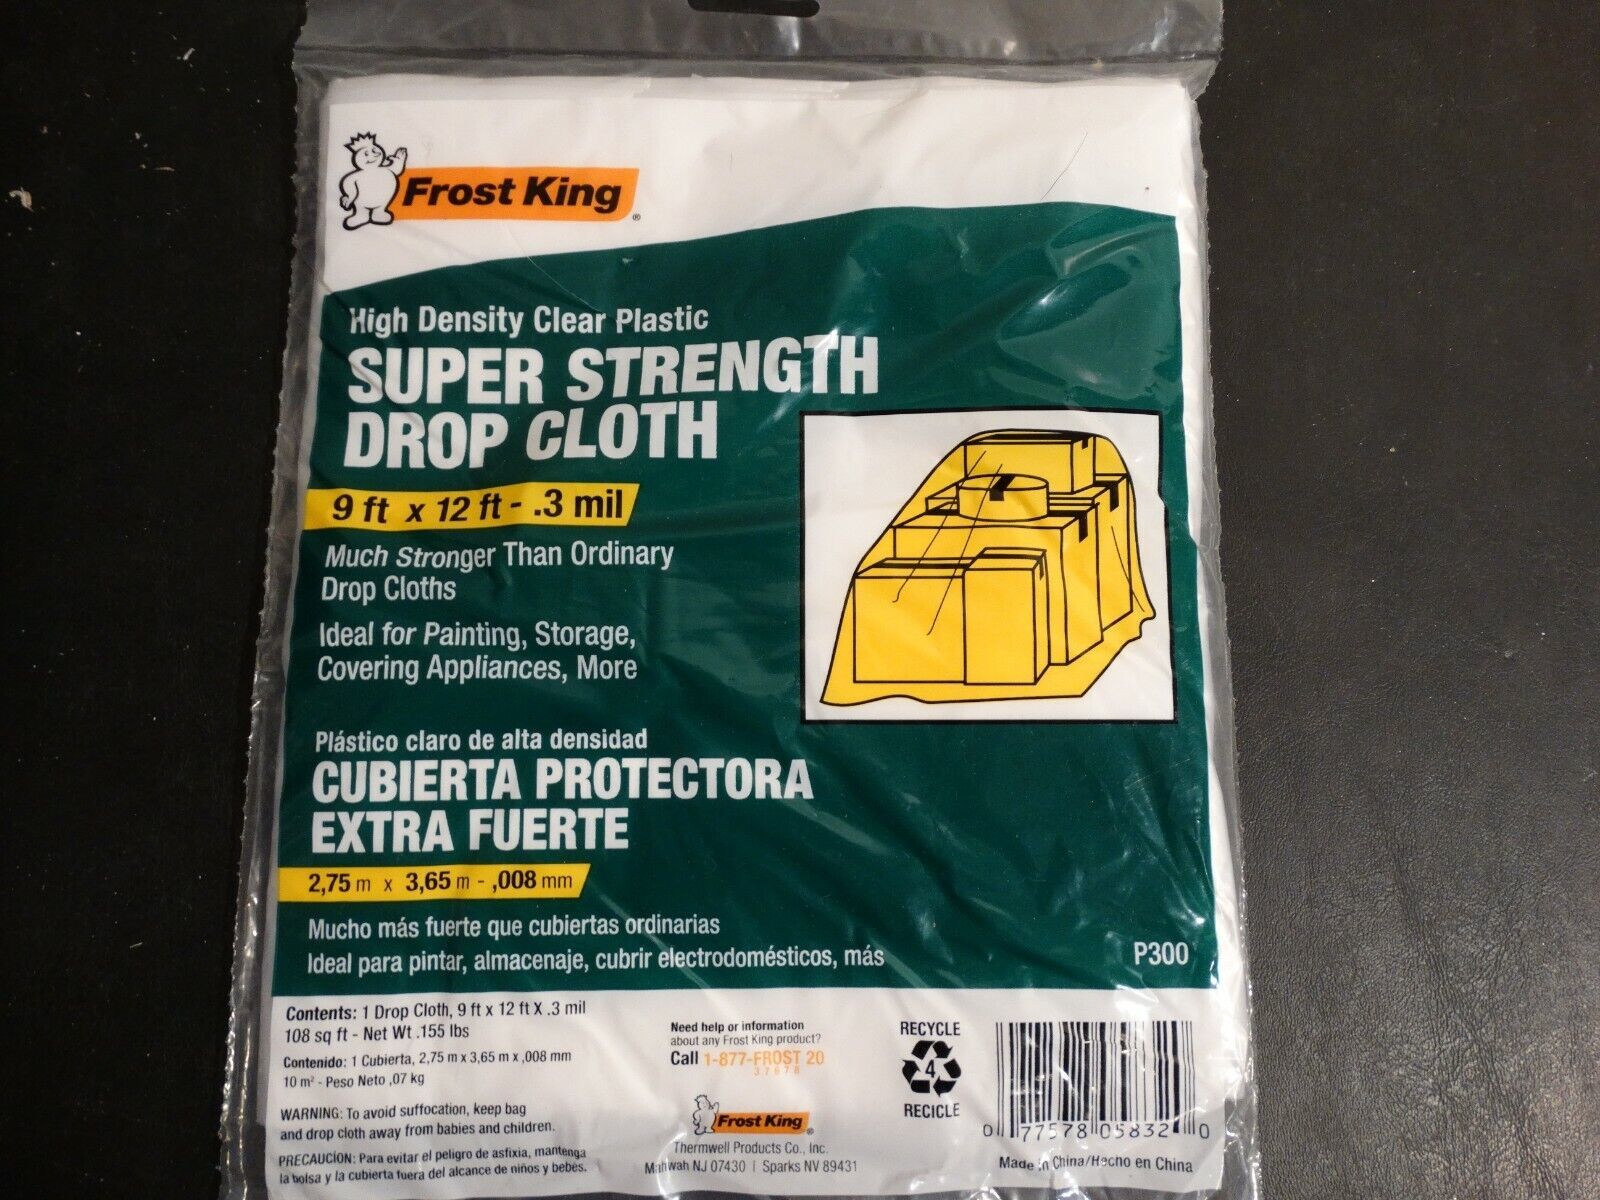 Frost King ®
High Density Clear Plastic
SUPER STRENGTH
DROP CLOTH
9 ft x 12 ft - .3 mil
Much Stronger Than Ordinary
Drop Cloths
Ideal for Painting, Storage,
Covering Appliances, More
Plástico claro de alta densidad
CUBIERTA PROTECTORA
EXTRA FUERTE
2,75 m x 3,65 m - ,008 mm
Mucho más fuerte que cubiertas ordinarias
Ideal para pintar, almacenaje, cubrir electrodomésticos, más
P300
Contents: 1 Drop Cloth, 9 ft x 12 ft X .3 mil
108 sq ft - Net Wt .155 lbs
Contenido: 1 Cubierta, 2,75 m x 3,65 m x ,008 mm
10 m² - Peso Neto ,07 kg
WARNING: To avoid suffocation, keep bag
and drop cloth away from babies and children.
PRECAUCION: Para evitar el peligro de asfixia, mantenga
la bolsa y la cubierta fuera del alcance de niños y bebés.
Need help or information
about any Frost King product?
Call 1-877-FROST 20
3 7 6 7 8
Frost King ®
Thermwell Products Co., Inc.
Mahwah NJ 07430 | Sparks NV 89431
RECYCLE
4
RECICLE
0 77578 05832 0
Made in China/Hecho en China